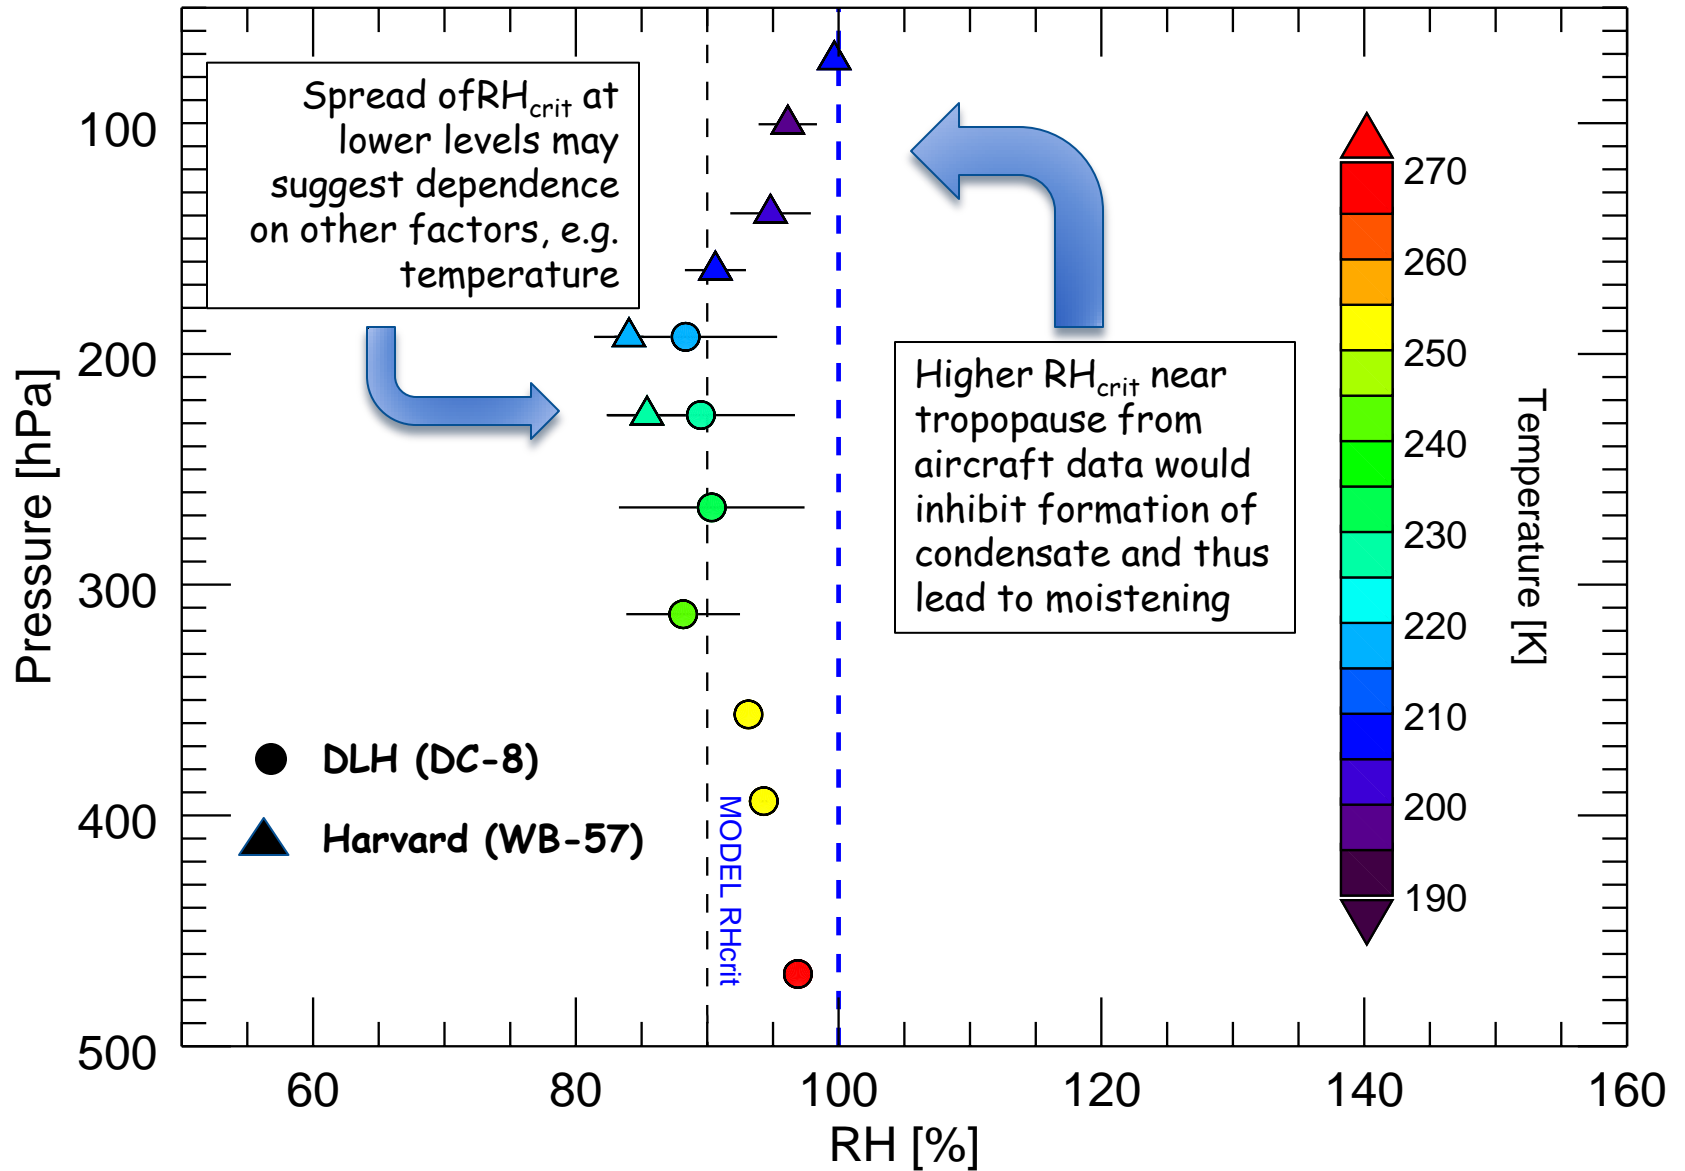 Spread ofRHcrit at
lower levels may
suggest dependence
on other factors, e.g.
temperature
Higher RHcrit near
tropopause from
aircraft data would
inhibit formation of
condensate and thus
lead to moistening
DLH (DC-8)
Harvard (WB-57)
MODEL RHcrit
Pressure [hPa]
100
200
300
400
500
60
80
100
120
140
160
RH [%]
270
260
250
240
230
220
210
200
190
Temperature [K]